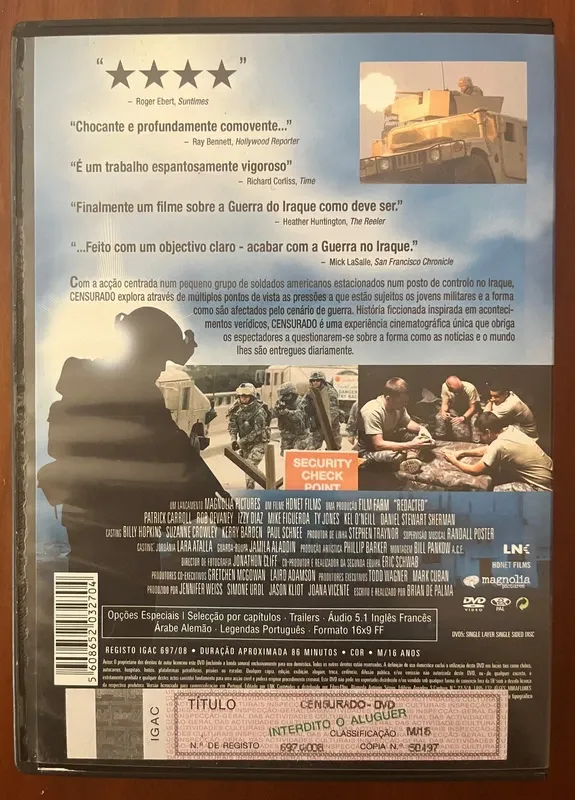 “★★★★”
– Roger Ebert, Suntimes
“Chocante e profundamente comovente...”
– Ray Bennett, Hollywood Reporter
“É um trabalho espantosamente vigoroso”
– Richard Corliss, Time
“Finalmente um filme sobre a Guerra do Iraque como deve ser.”
– Heather Huntington, The Reeler
“...Feito com um objectivo claro - acabar com a Guerra no Iraque.”
– Mick LaSalle, San Francisco Chronicle
Com a acção centrada num pequeno grupo de soldados americanos estacionados num posto de controlo no Iraque,
CENSURADO explora através de múltiplos pontos de vista as pressões a que estão sujeitos os jovens militares e a forma
como são afectados pelo cenário de guerra. História ficcionada inspirada em aconteci-
mentos verídicos, CENSURADO é uma experiência cinematográfica única que obriga
os espectadores a questionarem-se sobre a forma como as notícias e o mundo
lhes são entregues diariamente.
SECURITY
CHECK
POINT
UM LANÇAMENTO MAGNOLIA PICTURES UM FILME HDNET FILMS UMA PRODUÇÃO FILM FARM "REDACTED"
PATRICK CARROLL ROB DEVANEY IZZY DIAZ MIKE FIGUEROA TY JONES KEL O'NEILL DANIEL STEWART SHERMAN
CASTING BILLY HOPKINS, SUZANNE CROWLEY, KERRY BARDEN E PAUL SCHNEE PRODUTOR DE LINHA STEPHEN TRAYNOR SUPERVISÃO MUSICAL RANDALL POSTER
CASTING, JORDÂNIA LARA ATALLA GUARDA-ROUPA JAMILA ALADDIN DIRECÇÃO ARTÍSTICA PHILLIP BARKER MONTAGEM BILL PANKOW A.C.E.
DIRECTOR DE FOTOGRAFIA JONATHON CLIFF CO-PRODUTOR E REALIZADOR DA SEGUNDA EQUIPA ERIC SCHWAB
PRODUTORES CO-EXECUTIVOS GRETCHEN MCGOWAN LAIRD ADAMSON PRODUTORES EXECUTIVOS TODD WAGNER MARK CUBAN
PRODUZIDO POR JENNIFER WEISS, SIMONE URDL, JASON KLIOT, JOANA VICENTE ESCRITO E REALIZADO POR BRIAN DE PALMA
LNK
HDNET FILMS
magnolia
pictures
DVD VIDEO
PAL
DVD5: SINGLE LAYER SINGLE SIDED DISC
Opções Especiais | Selecção por capítulos - Trailers - Áudio 5.1 Inglês Francês
Árabe Alemão - Legendas Português - Formato 16x9 FF
5 608652 032704
REGISTO IGAC 697/08 • DURAÇÃO APROXIMADA 86 MINUTOS • COR • M/16 ANOS
IGAC
TÍTULO CENSURADO - DVD
INTERDITO O ALUGUER
CLASSIFICAÇÃO M/16
N.º DE REGISTO 697/2008 CÓPIA N.º 50497